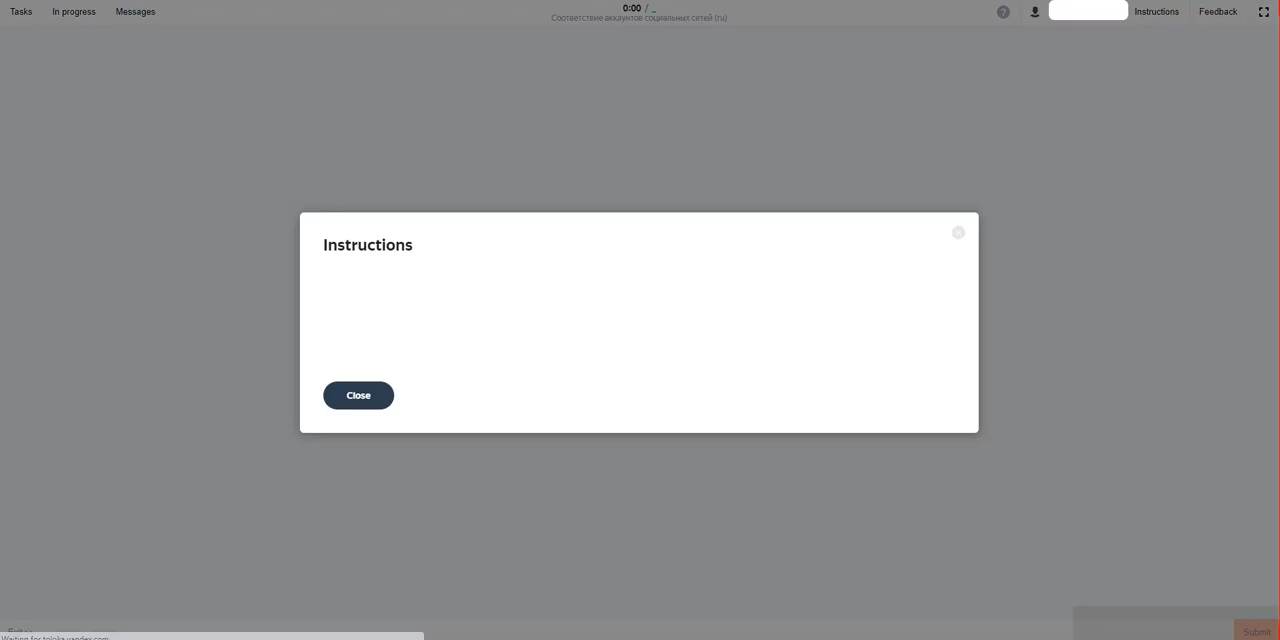 Tasks In progress Messages 0:00 / _ ? Instructions Feedback
Соответствие аккаунтов социальных сетей (ru)
Instructions
Close
Submit
Waiting for toloka.yandex.com